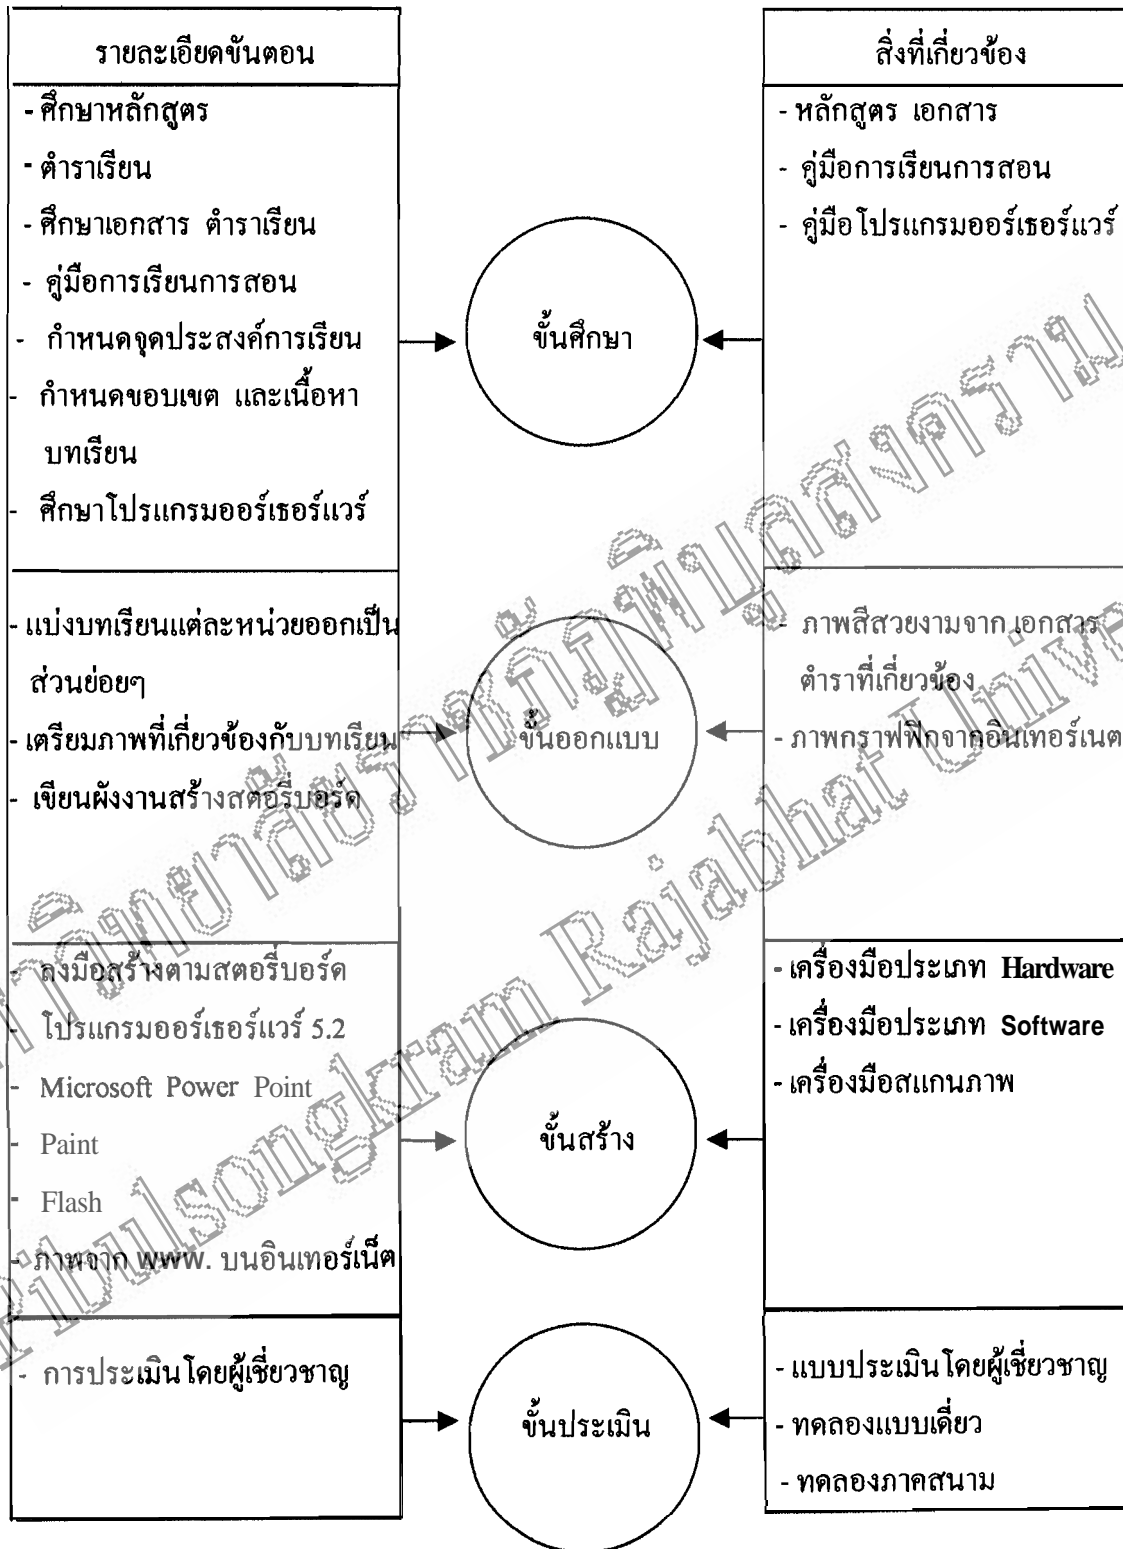 รายละเอียดขั้นตอน
- ศึกษาหลักสูตร
- ตำราเรียน
- ศึกษาเอกสาร ตำราเรียน
- คู่มือการเรียนการสอน
- กำหนดจุดประสงค์การเรียน
- กำหนดขอบเขต และเนื้อหา
บทเรียน
- ศึกษาโปรแกรมออร์เธอร์แวร์
ขั้นศึกษา
สิ่งที่เกี่ยวข้อง
- หลักสูตร เอกสาร
- คู่มือการเรียนการสอน
- คู่มือโปรแกรมออร์เธอร์แวร์
- แบ่งบทเรียนแต่ละหน่วยออกเป็น
ส่วนย่อยๆ
- เตรียมภาพที่เกี่ยวข้องกับบทเรียน
- เขียนผังงานสร้างสตอรี่บอร์ด
ขั้นออกแบบ
- ภาพสีสวยงามจาก เอกสาร
ตำราที่เกี่ยวข้อง
- ภาพกราฟฟิกจากอินเทอร์เนต
- ลงมือสร้างตามสตอรี่บอร์ด
- โปรแกรมออร์เธอร์แวร์ 5.2
- Microsoft Power Point
- Paint
- Flash
- ภาพจาก www. บนอินเทอร์เน็ต
ขั้นสร้าง
- เครื่องมือประเภท Hardware
- เครื่องมือประเภท Software
- เครื่องมือสแกนภาพ
- การประเมินโดยผู้เชี่ยวชาญ
ขั้นประเมิน
- แบบประเมินโดยผู้เชี่ยวชาญ
- ทดลองแบบเดี่ยว
- ทดลองภาคสนาม
วิทยาลัยราชภัฏพิบูลสงคราม
Pibulsongkram Rajabhat Unive